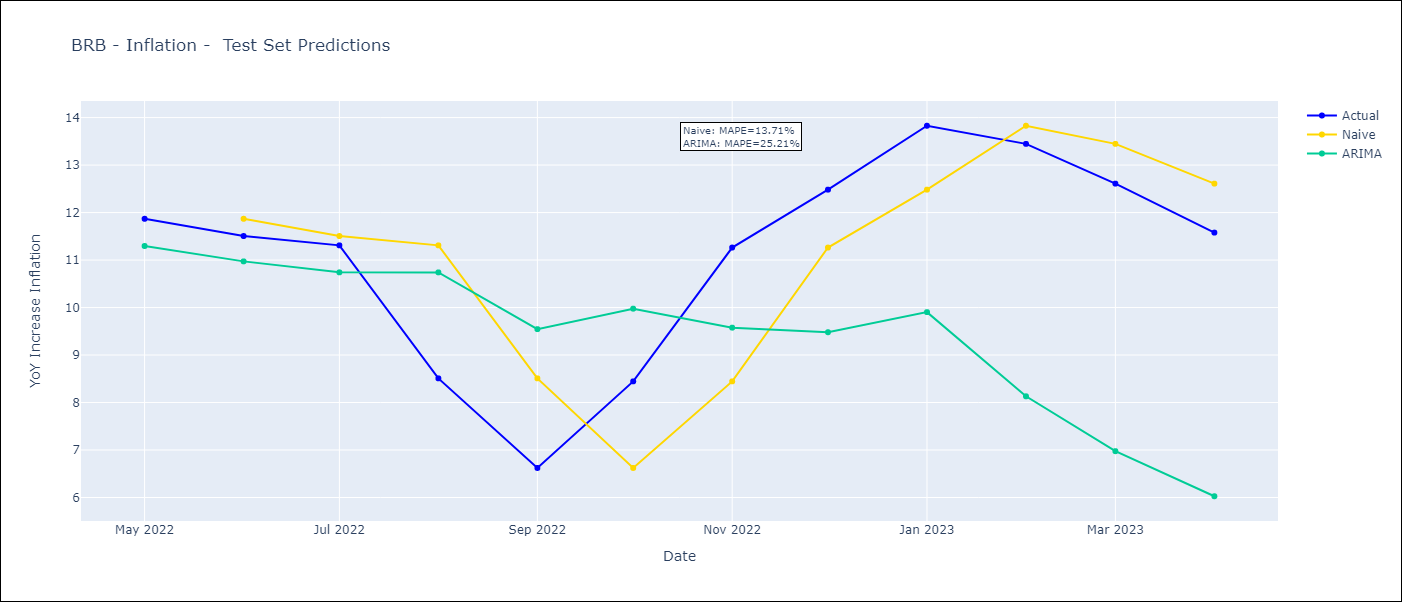 BRB - Inflation -  Test Set Predictions
Actual
Naive
ARIMA
Naive: MAPE=13.71%
ARIMA: MAPE=25.21%
YoY Increase Inflation
14
13
12
11
10
9
8
7
6
May 2022
Jul 2022
Sep 2022
Nov 2022
Jan 2023
Mar 2023
Date